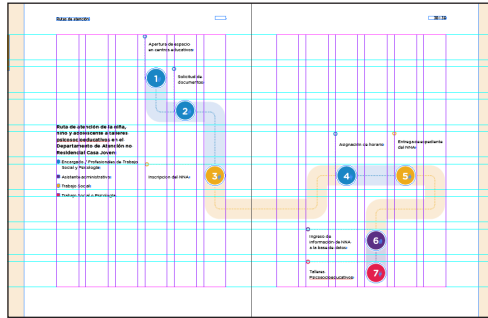 Rutas de atención
Apertura de espacio
en centros educativos
Solicitud de
documentos
1
2
Ruta de atención de la niña,
niño y adolescente a talleres
psicosocioeducativos en el
Departamento de Atención no
Residencial Casa Joven:
Encargado / Profesionales de Trabajo
Social y Psicología
Asistente administrativo
Trabajo Social
Trabajo Social o Psicología
Inscripción del NNA
3
Asignación de horario
Entrega de expediente
del NNA
4
5
Ingreso de
información de NNA
a la base de datos
6
Talleres
Psicosocioeducativos
7